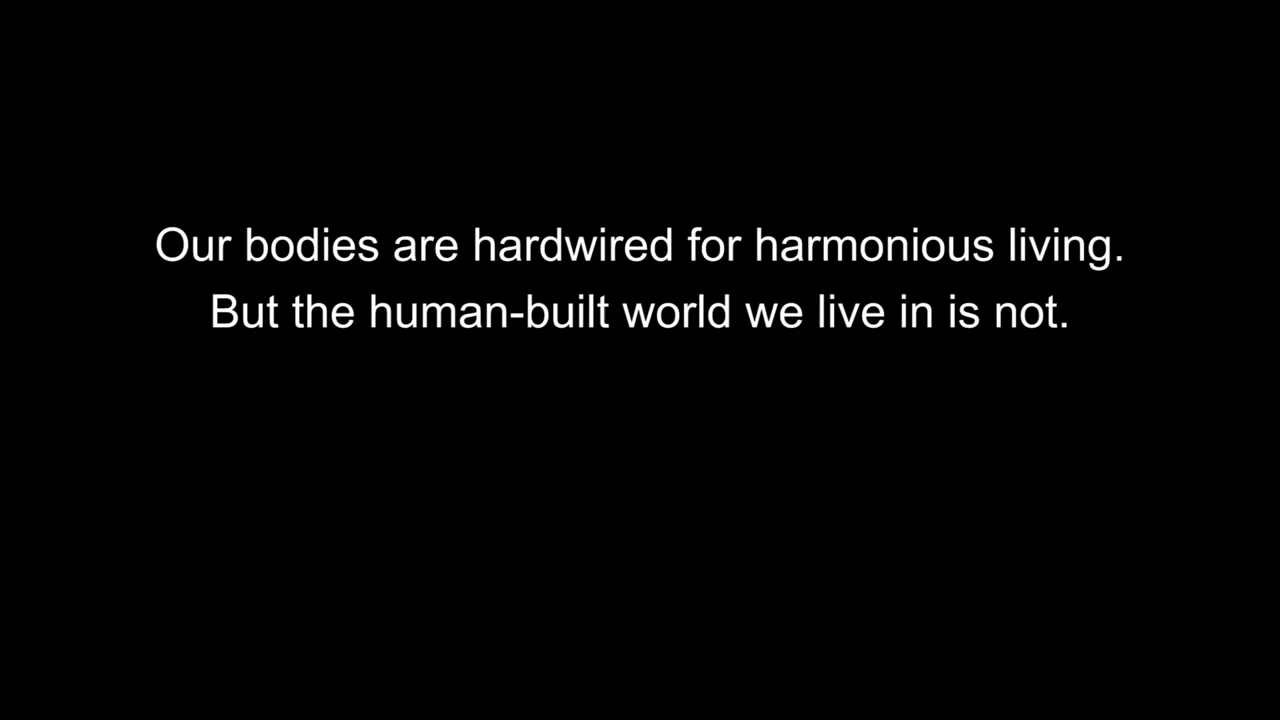 Our bodies are hardwired for harmonious living.
But the human-built world we live in is not.